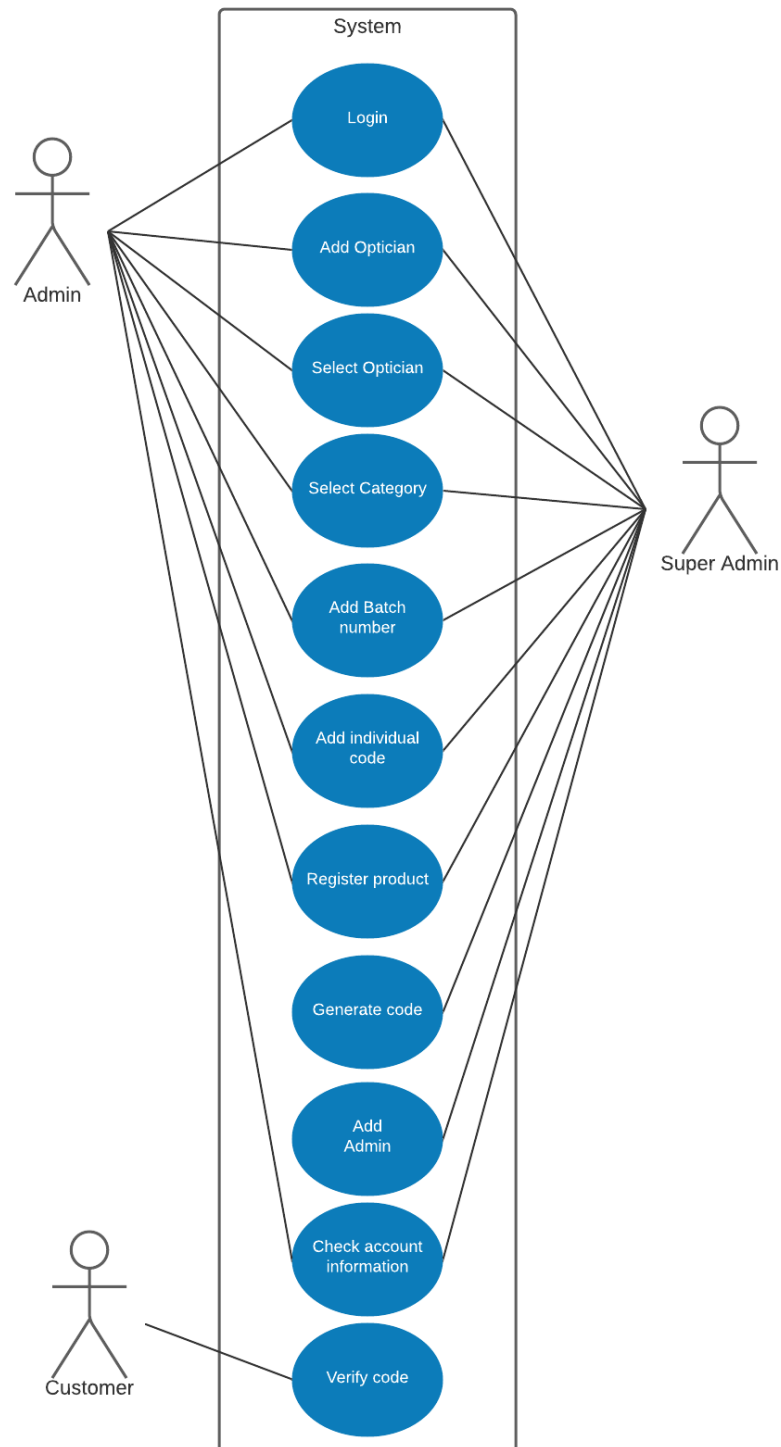 System
Login
Admin
Add Optician
Select Optician
Select Category
Super Admin
Add Batch
number
Add individual
code
Register product
Generate code
Add
Admin
Check account
information
Customer
Verify code